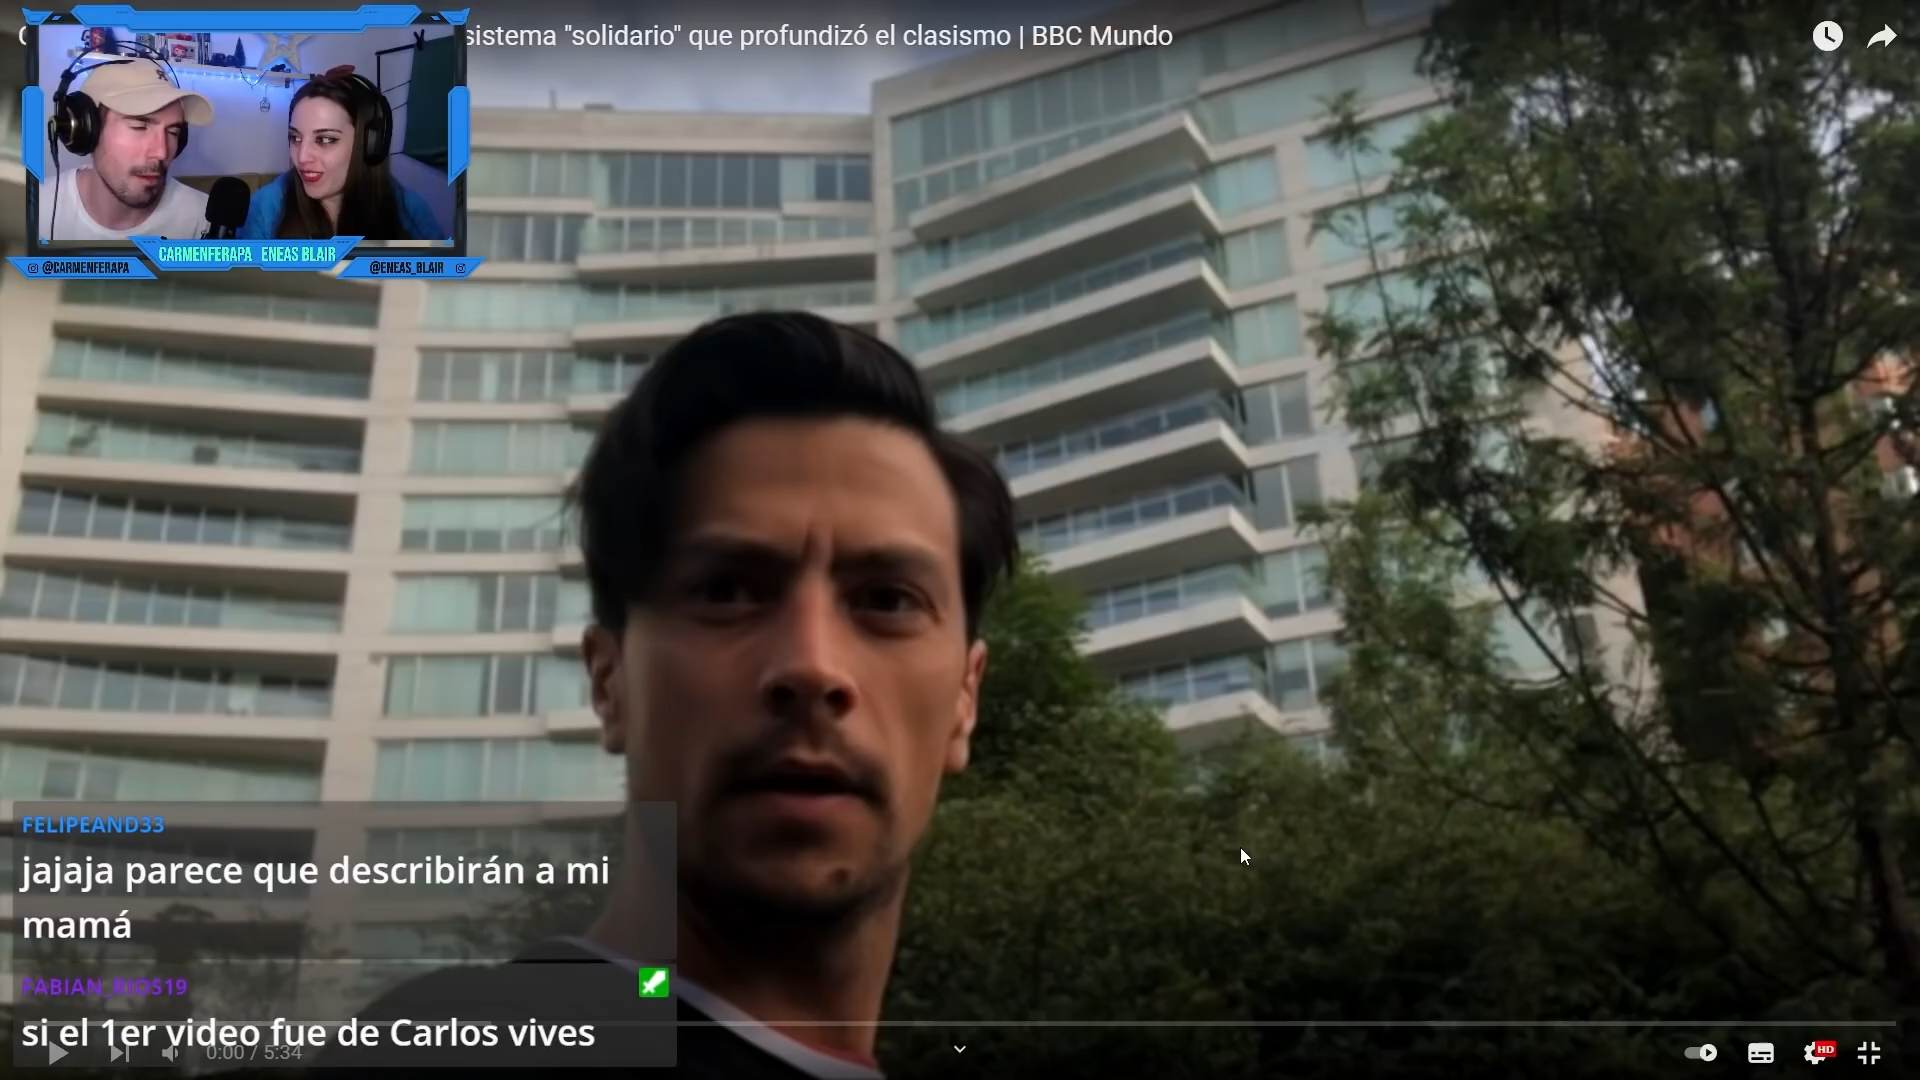 sistema "solidario" que profundizó el clasismo | BBC Mundo
CARMENFERAPA ENEAS BLAIR
@CARMENFERAPA @ENEAS_BLAIR
FELIPEAND33
jajaja parece que describirán a mi
mamá
FABIAN_RIOS19
si el 1er video fue de Carlos vives
0:00 / 5:34
HD